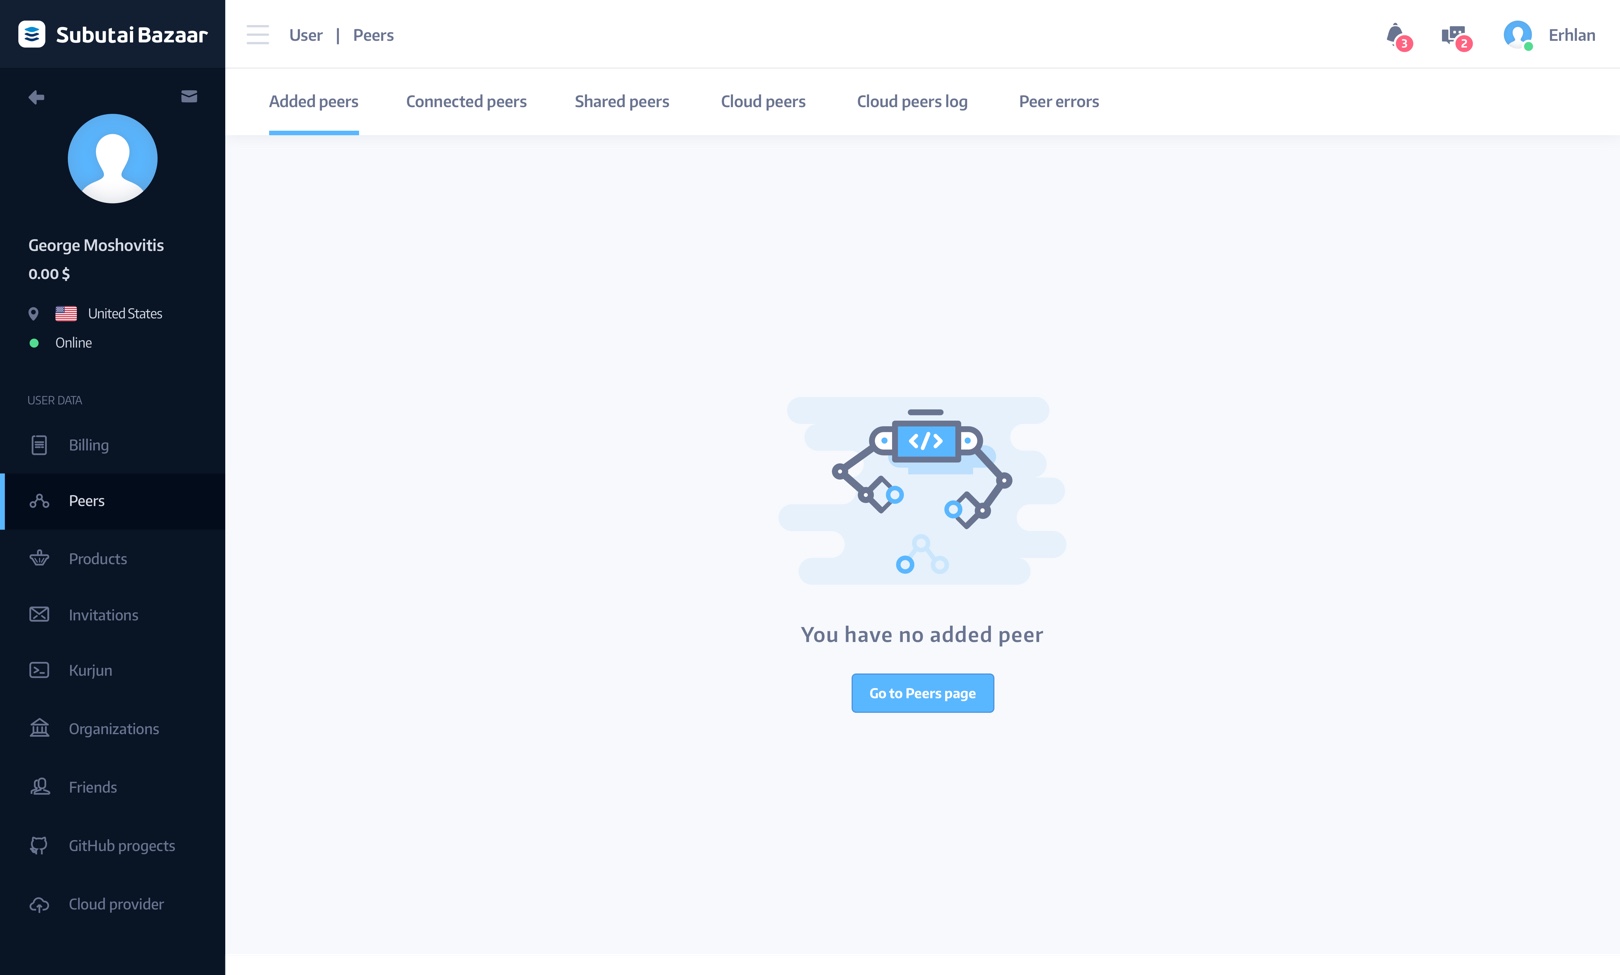 Subutai Bazaar
User | Peers
3
2
Erhlan
Added peers
Connected peers
Shared peers
Cloud peers
Cloud peers log
Peer errors
George Moshovitis
0.00 $
United States
Online
USER DATA
Billing
Peers
Products
Invitations
Kurjun
Organizations
Friends
GitHub progects
Cloud provider
</>
You have no added peer
Go to Peers page